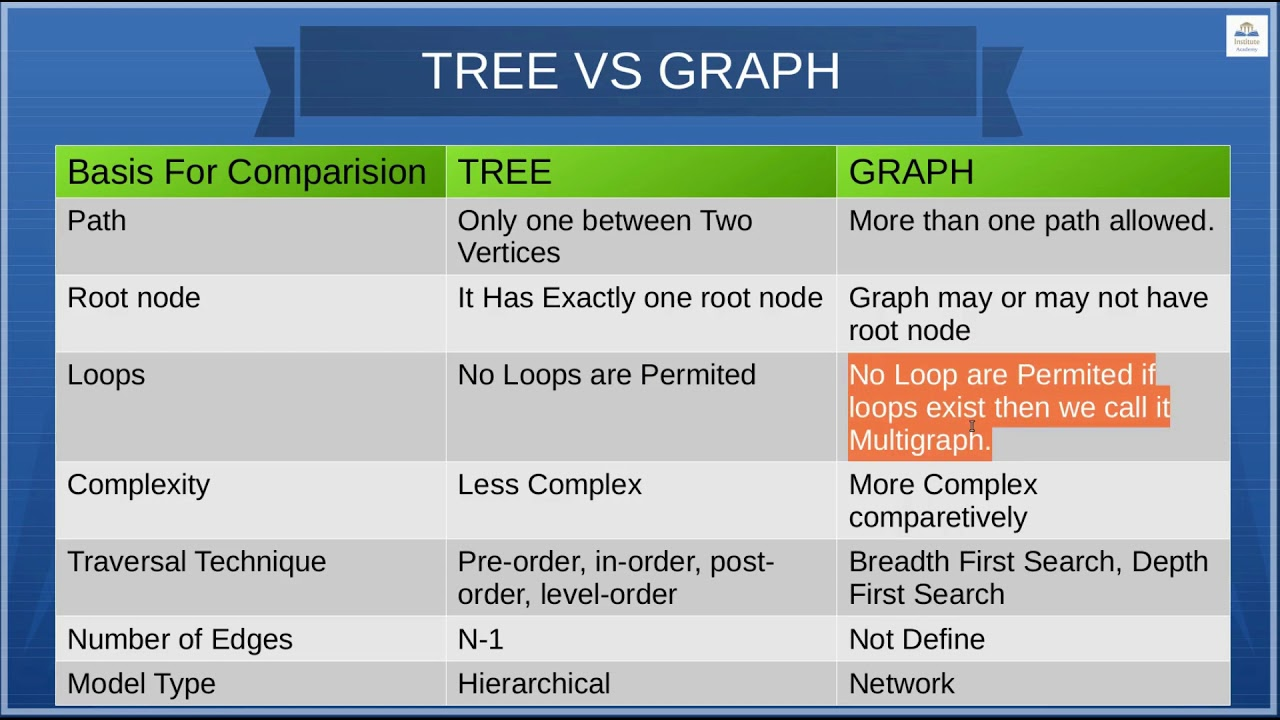 Institute
Academy
TREE VS GRAPH
Basis For Comparision
TREE
GRAPH
Path
Only one between Two
Vertices
More than one path allowed.
Root node
It Has Exactly one root node
Graph may or may not have
root node
Loops
No Loops are Permited
No Loop are Permited if
loops exist then we call it
Multigraph.
Complexity
Less Complex
More Complex
comparetively
Traversal Technique
Pre-order, in-order, post-
order, level-order
Breadth First Search, Depth
First Search
Number of Edges
N-1
Not Define
Model Type
Hierarchical
Network